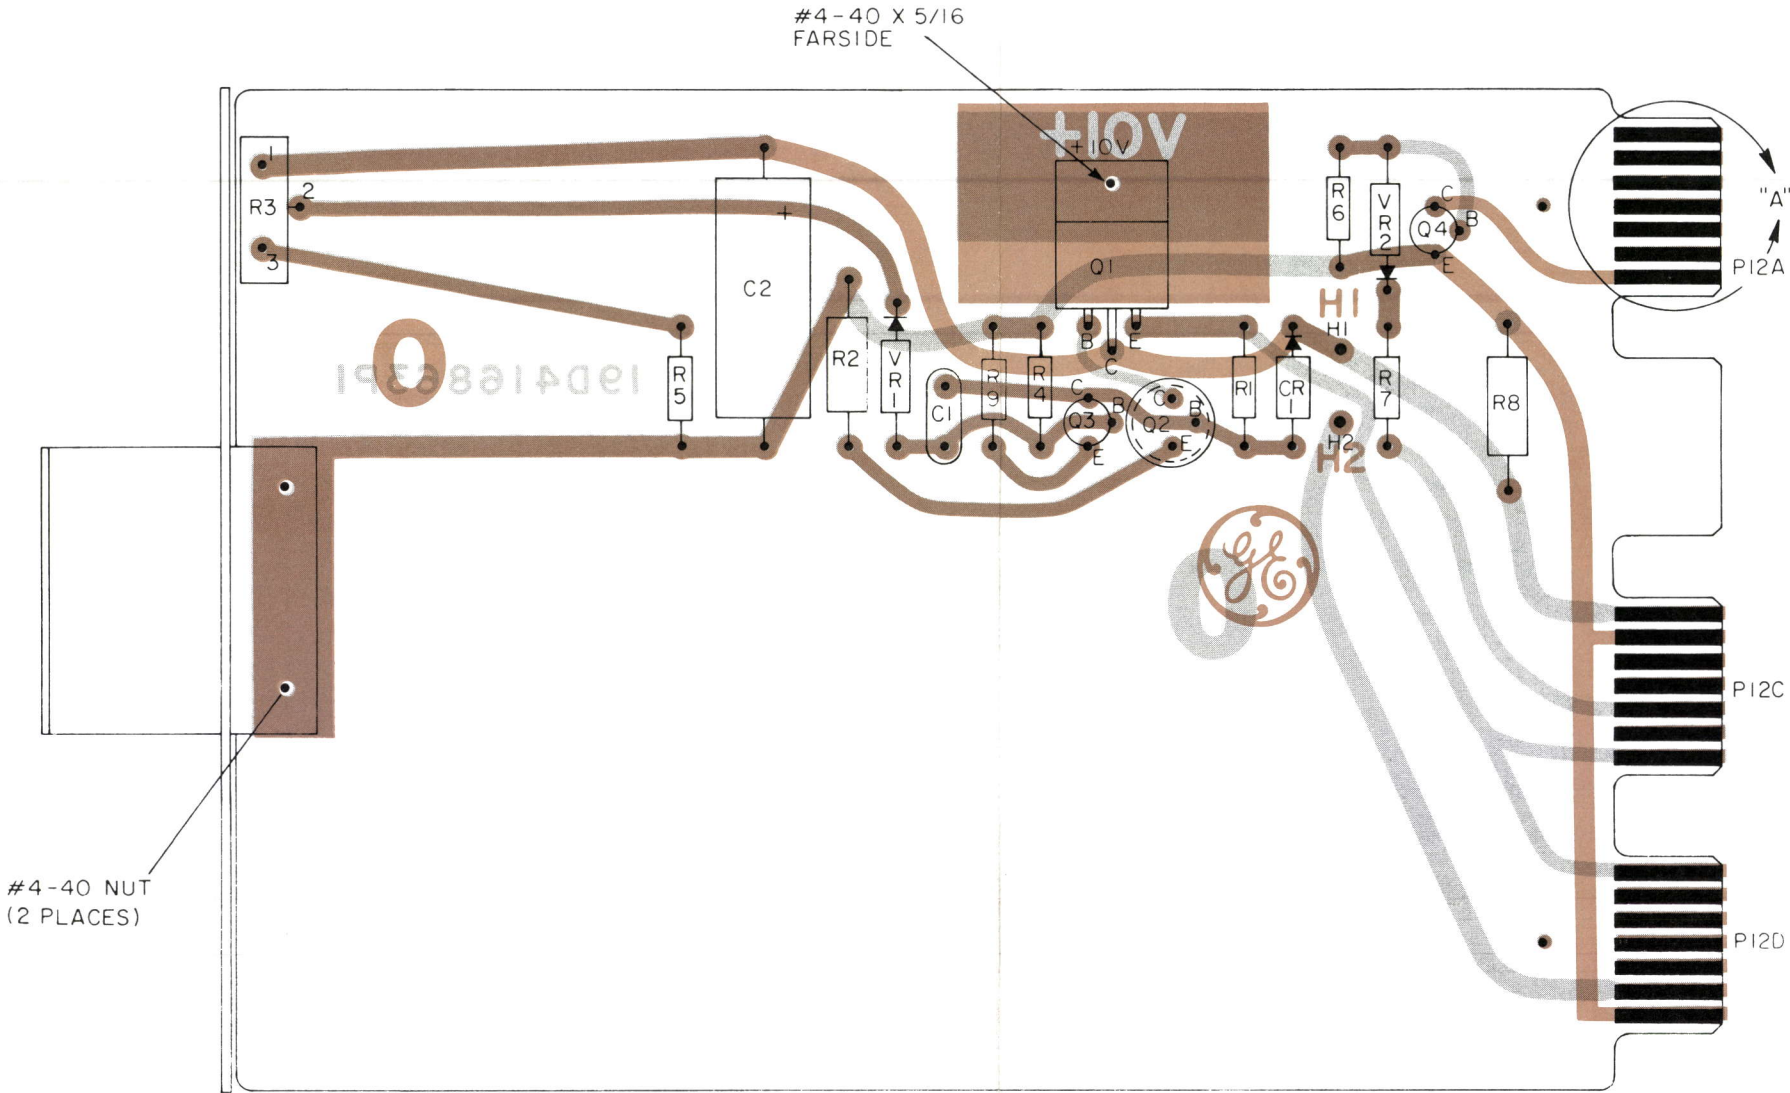 #4-40 X 5/16
FARSIDE
+10V
+10V
"A"
P12A
1
2
R3
3
+
C2
R5
R2
VR1
C1
R9
R4
Q1
B
C
E
C
B
Q3
E
C
B
Q2
E
R1
CR1
R6
VR2
C
B
Q4
E
H1
H1
R7
R8
H2
H2
O
19D416863P1
GE
O
P12C
P12D
#4-40 NUT
(2 PLACES)